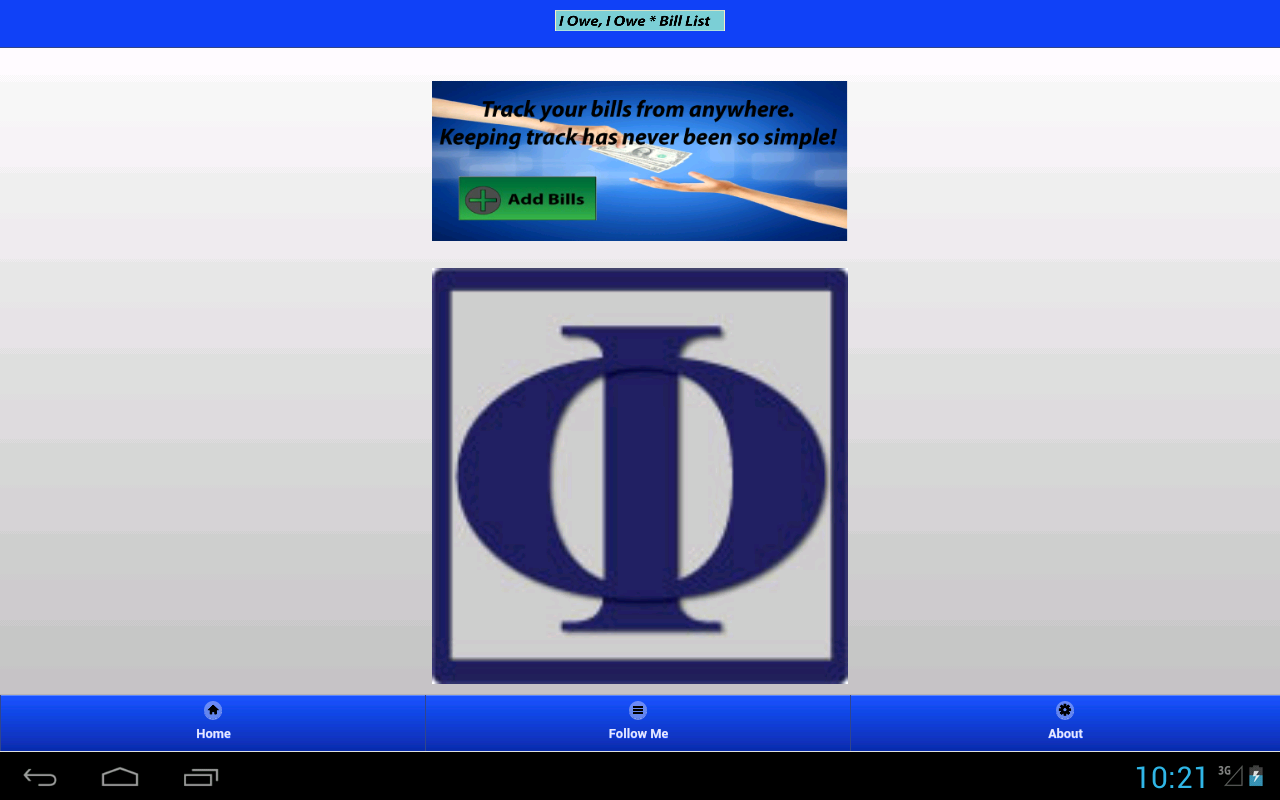 I Owe, I Owe * Bill List
Track your bills from anywhere.
Keeping track has never been so simple!
Add Bills
Φ
Home
Follow Me
About
10:21
3G